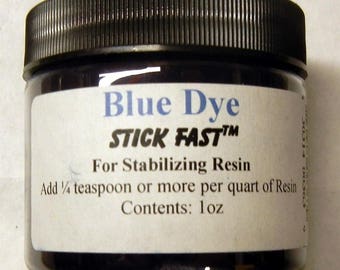 Blue Dye
STICK FAST™
For Stabilizing Resin
Add ¼ teaspoon or more per quart of Resin
Contents: 1oz